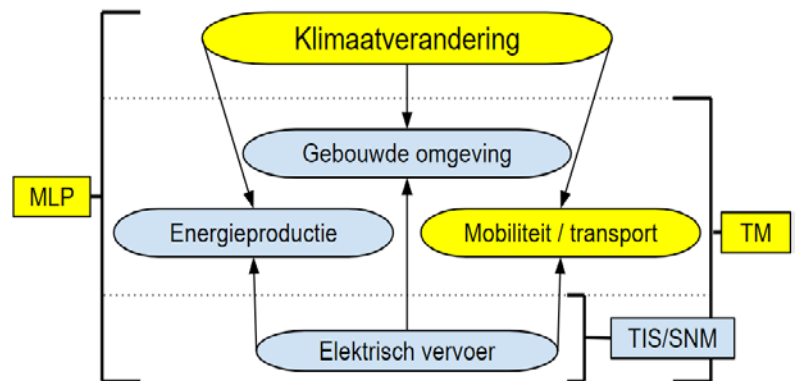 Klimaatverandering
Gebouwde omgeving
MLP
Energieproductie
Mobiliteit / transport
TM
Elektrisch vervoer
TIS/SNM